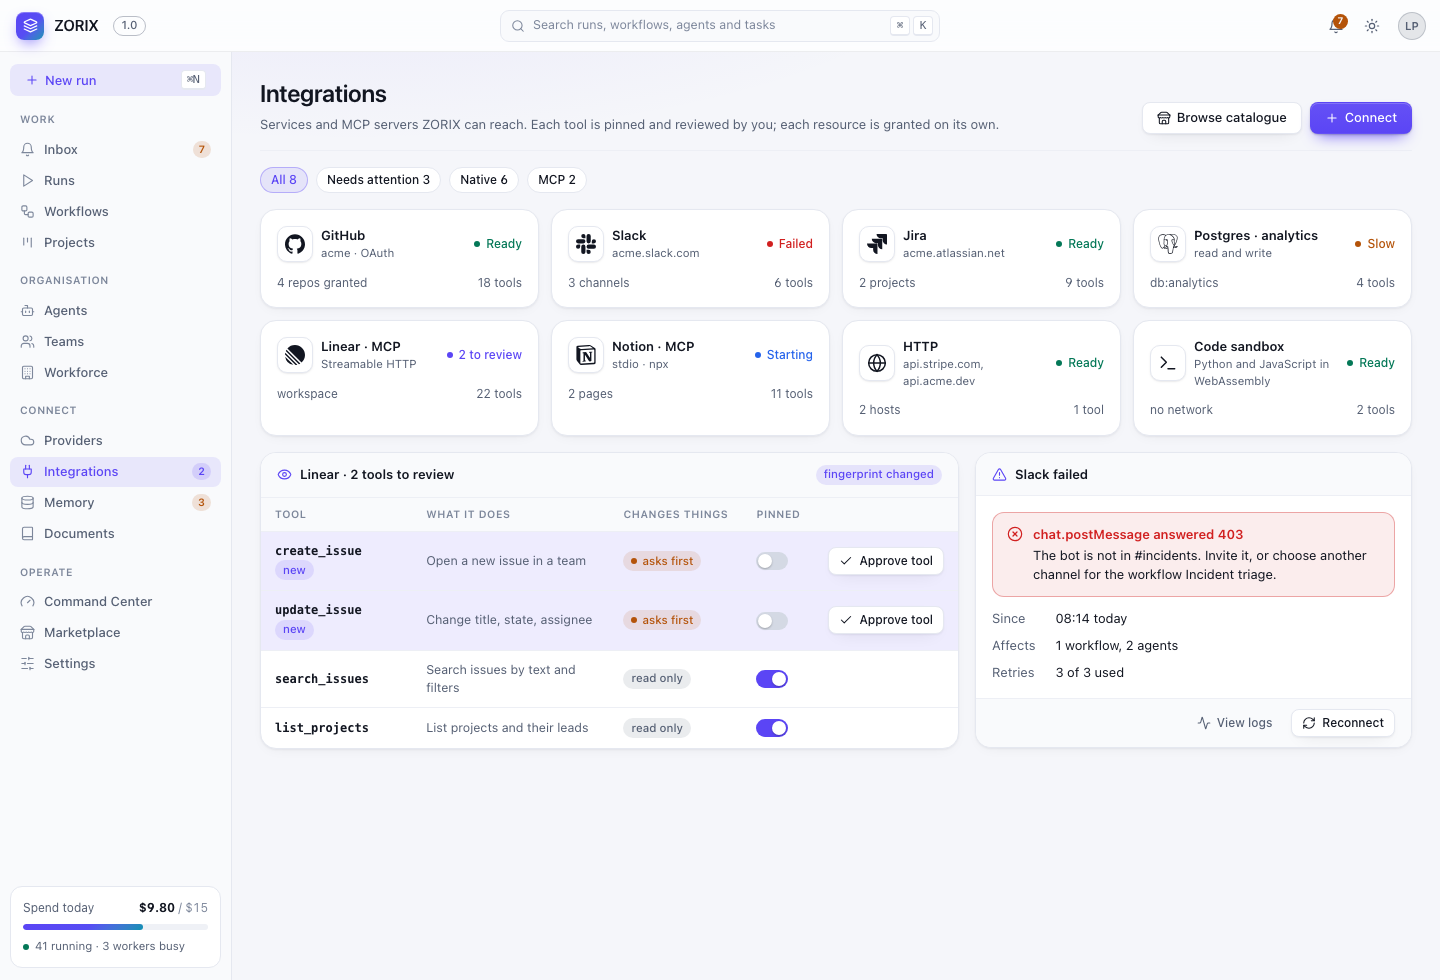 ZORIX 1.0
Search runs, workflows, agents and tasks ⌘ K
7
LP
New run ⌘N
WORK
Inbox 7
Runs
Workflows
Projects
ORGANISATION
Agents
Teams
Workforce
CONNECT
Providers
Integrations 2
Memory 3
Documents
OPERATE
Command Center
Marketplace
Settings
Spend today $9.80 / $15
41 running · 3 workers busy
Integrations
Services and MCP servers ZORIX can reach. Each tool is pinned and reviewed by you; each resource is granted on its own.
Browse catalogue
Connect
All 8 Needs attention 3 Native 6 MCP 2
GitHub
acme · OAuth
Ready
4 repos granted 18 tools
Slack
acme.slack.com
Failed
3 channels 6 tools
Jira
acme.atlassian.net
Ready
2 projects 9 tools
Postgres · analytics
read and write
Slow
db:analytics 4 tools
Linear · MCP
Streamable HTTP
2 to review
workspace 22 tools
Notion · MCP
stdio · npx
Starting
2 pages 11 tools
HTTP
api.stripe.com,
api.acme.dev
Ready
2 hosts 1 tool
Code sandbox
Python and JavaScript in
WebAssembly
Ready
no network 2 tools
Linear · 2 tools to review fingerprint changed
TOOL WHAT IT DOES CHANGES THINGS PINNED
create_issue
new
Open a new issue in a team asks first Approve tool
update_issue
new
Change title, state, assignee asks first Approve tool
search_issues
Search issues by text and
filters
read only
list_projects List projects and their leads read only
Slack failed
chat.postMessage answered 403
The bot is not in #incidents. Invite it, or choose another
channel for the workflow Incident triage.
Since 08:14 today
Affects 1 workflow, 2 agents
Retries 3 of 3 used
View logs Reconnect